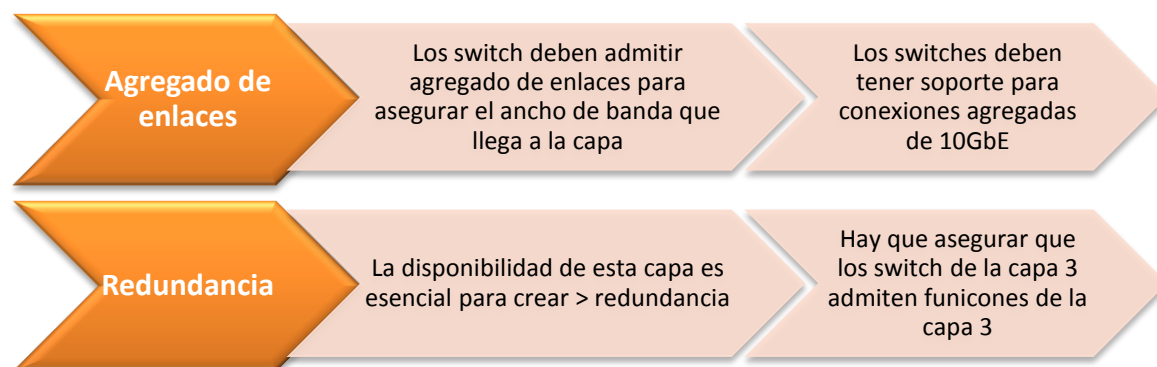 Agregado de
enlaces
Los switch deben admitir
agregado de enlaces para
asegurar el ancho de banda que
llega a la capa
Los switches deben
tener soporte para
conexiones agregadas
de 10GbE
Redundancia
La disponibilidad de esta capa es
esencial para crear > redundancia
Hay que asegurar que
los switch de la capa 3
admiten funicones de la
capa 3